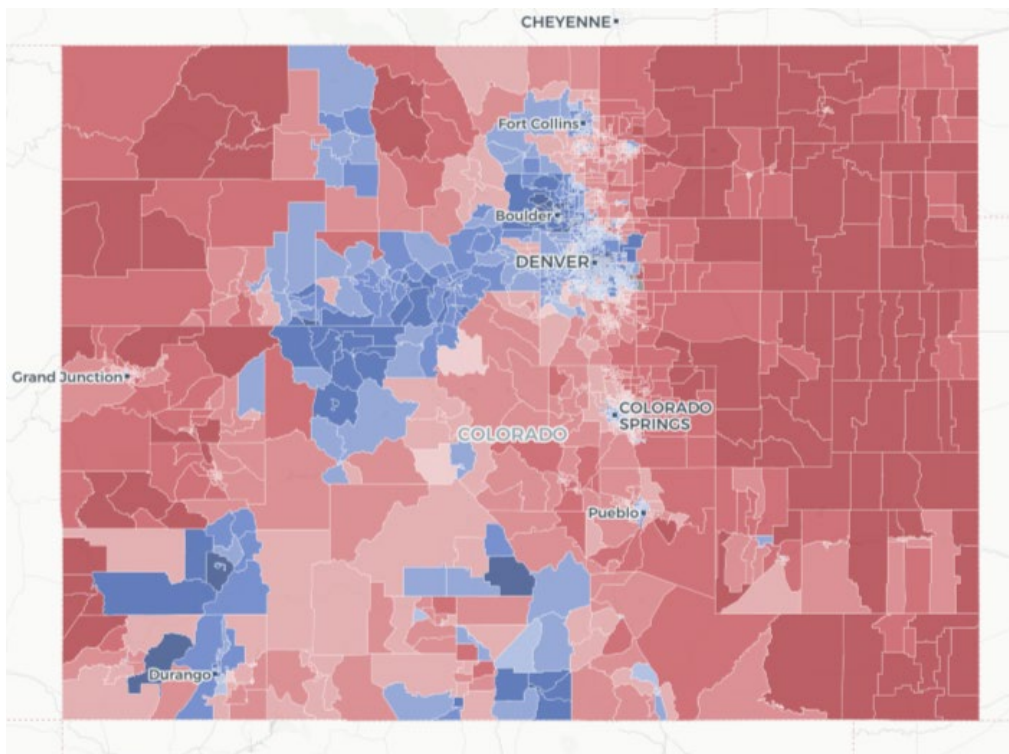 CHEYENNE
Fort Collins
Boulder
DENVER
Grand Junction
COLORADO
SPRINGS
COLORADO
Pueblo
Durango